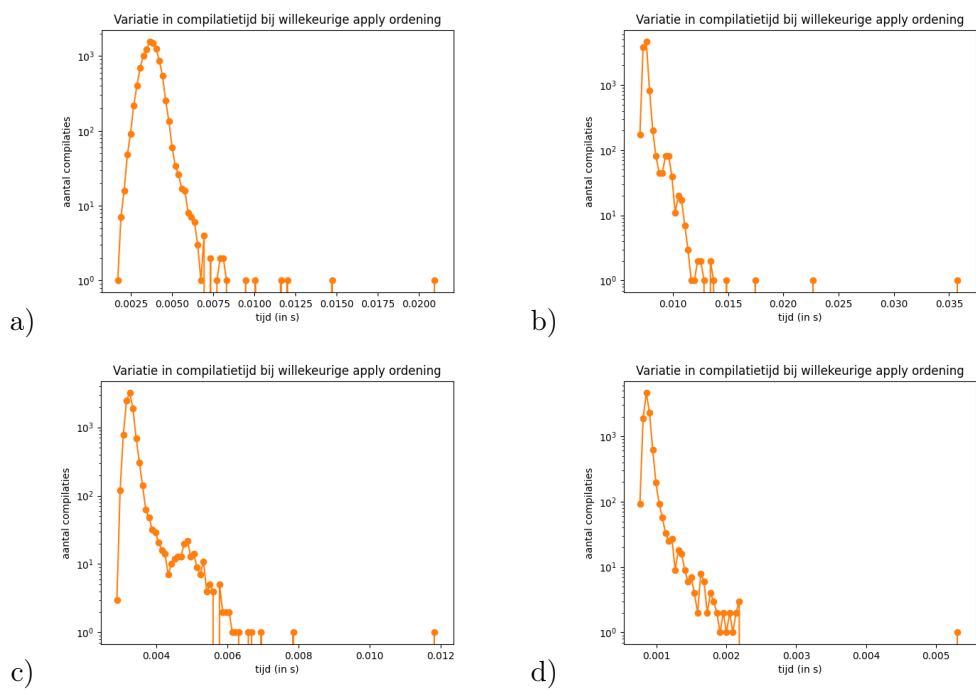 Variatie in compilatietijd bij willekeurige apply ordening
aantal compilaties
10³
10²
10¹
10⁰
0.0025 0.0050 0.0075 0.0100 0.0125 0.0150 0.0175 0.0200
tijd (in s)
a)
Variatie in compilatietijd bij willekeurige apply ordening
aantal compilaties
10³
10²
10¹
10⁰
0.010 0.015 0.020 0.025 0.030 0.035
tijd (in s)
b)
Variatie in compilatietijd bij willekeurige apply ordening
aantal compilaties
10³
10²
10¹
10⁰
0.004 0.006 0.008 0.010 0.012
tijd (in s)
c)
Variatie in compilatietijd bij willekeurige apply ordening
aantal compilaties
10³
10²
10¹
10⁰
0.001 0.002 0.003 0.004 0.005
tijd (in s)
d)